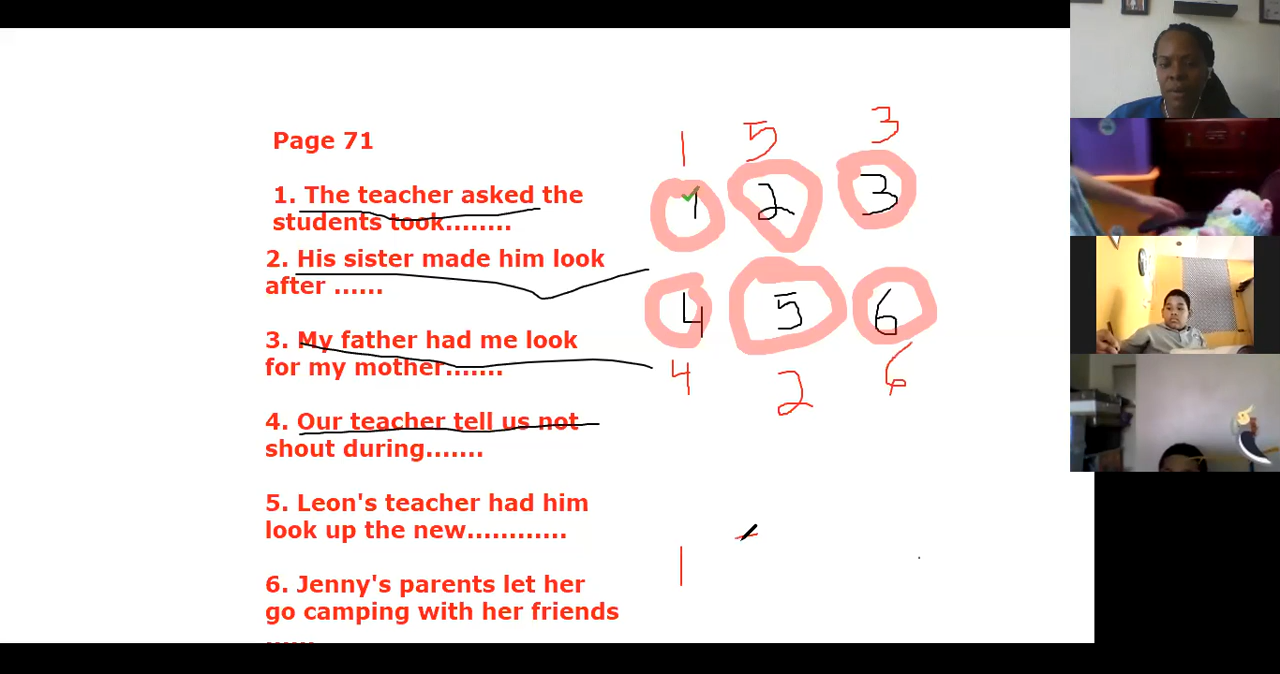 Page 71
1. The teacher asked the
students took........
2. His sister made him look
after ......
3. My father had me look
for my mother.......
4. Our teacher tell us not
shout during.......
5. Leon's teacher had him
look up the new............
6. Jenny's parents let her
go camping with her friends
1 5 3
1 2 3
4 5 6
4 2 6
1